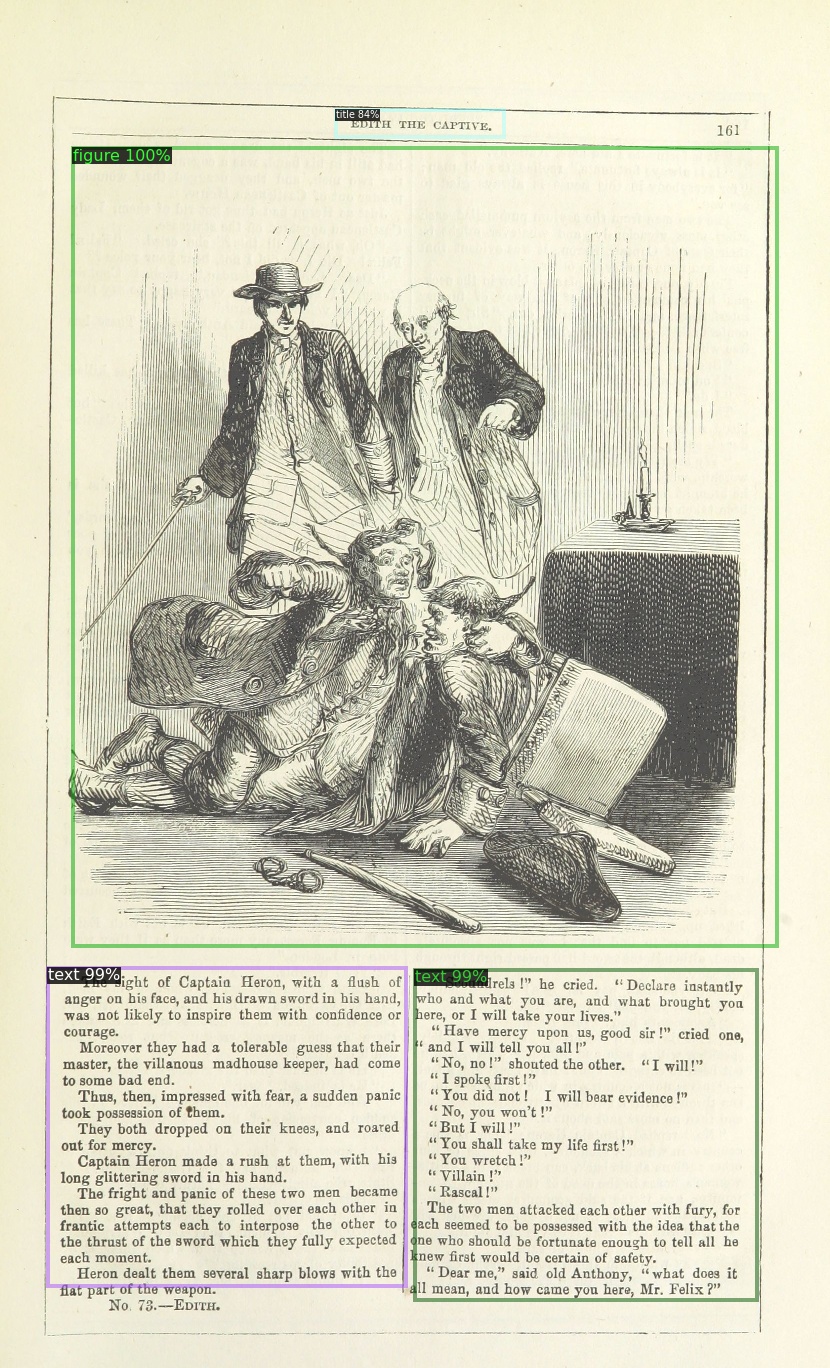 title 84%
EDITH THE CAPTIVE.
161
figure 100%
text 99%
sight of Captain Heron, with a flush of
anger on his face, and his drawn sword in his hand,
was not likely to inspire them with confidence or
courage.
Moreover they had a tolerable guess that their
master, the villanous madhouse keeper, had come
to some bad end.
Thus, then, impressed with fear, a sudden panic
took possession of them.
They both dropped on their knees, and roared
out for mercy.
Captain Heron made a rush at them, with his
long glittering sword in his hand.
The fright and panic of these two men became
then so great, that they rolled over each other in
frantic attempts each to interpose the other to
the thrust of the sword which they fully expected
each moment.
Heron dealt them several sharp blows with the
flat part of the weapon.
No. 73.—EDITH.
text 99%
he cried. “Declare instantly
who and what you are, and what brought you
here, or I will take your lives.”
“Have mercy upon us, good sir!” cried one,
“and I will tell you all!”
“No, no!” shouted the other. “I will!”
“I spoke first!”
“You did not! I will bear evidence!”
“No, you won't!”
“But I will!”
“You shall take my life first!”
“You wretch!”
“Villain!”
“Rascal!”
The two men attacked each other with fury, for
each seemed to be possessed with the idea that the
one who should be fortunate enough to tell all he
knew first would be certain of safety.
“Dear me,” said old Anthony, “what does it
all mean, and how came you here, Mr. Felix?”